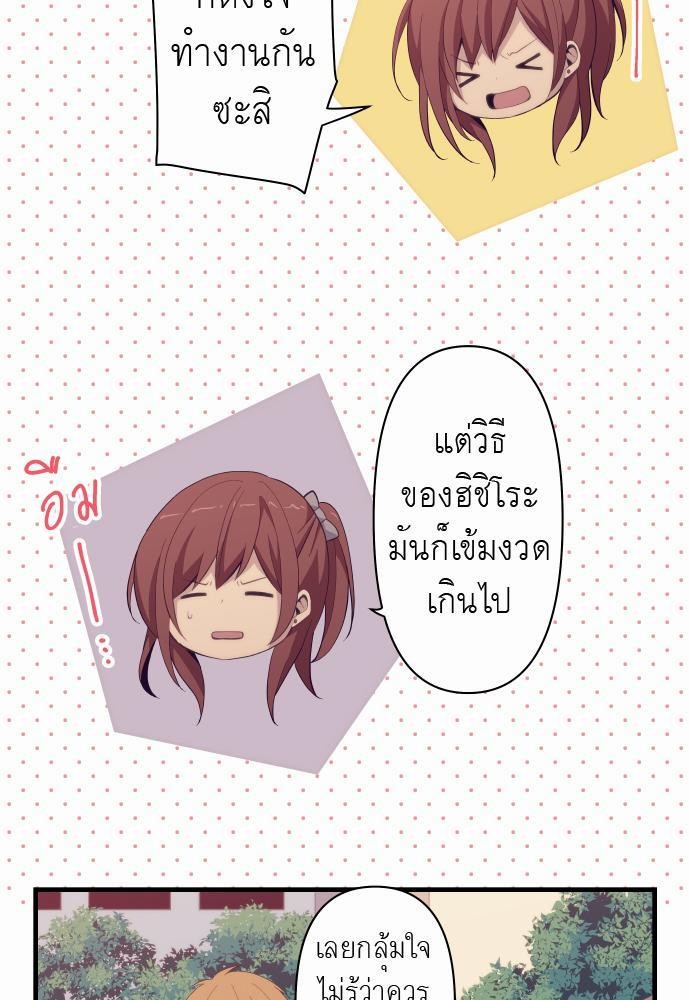 ทำงานกัน
ซะสิ
แต่วิธี
ของฮิชิโระ
มันก็เข้มงวด
เกินไป
อืม
เลยกลุ้มใจ
ไม่รู้ว่าควร